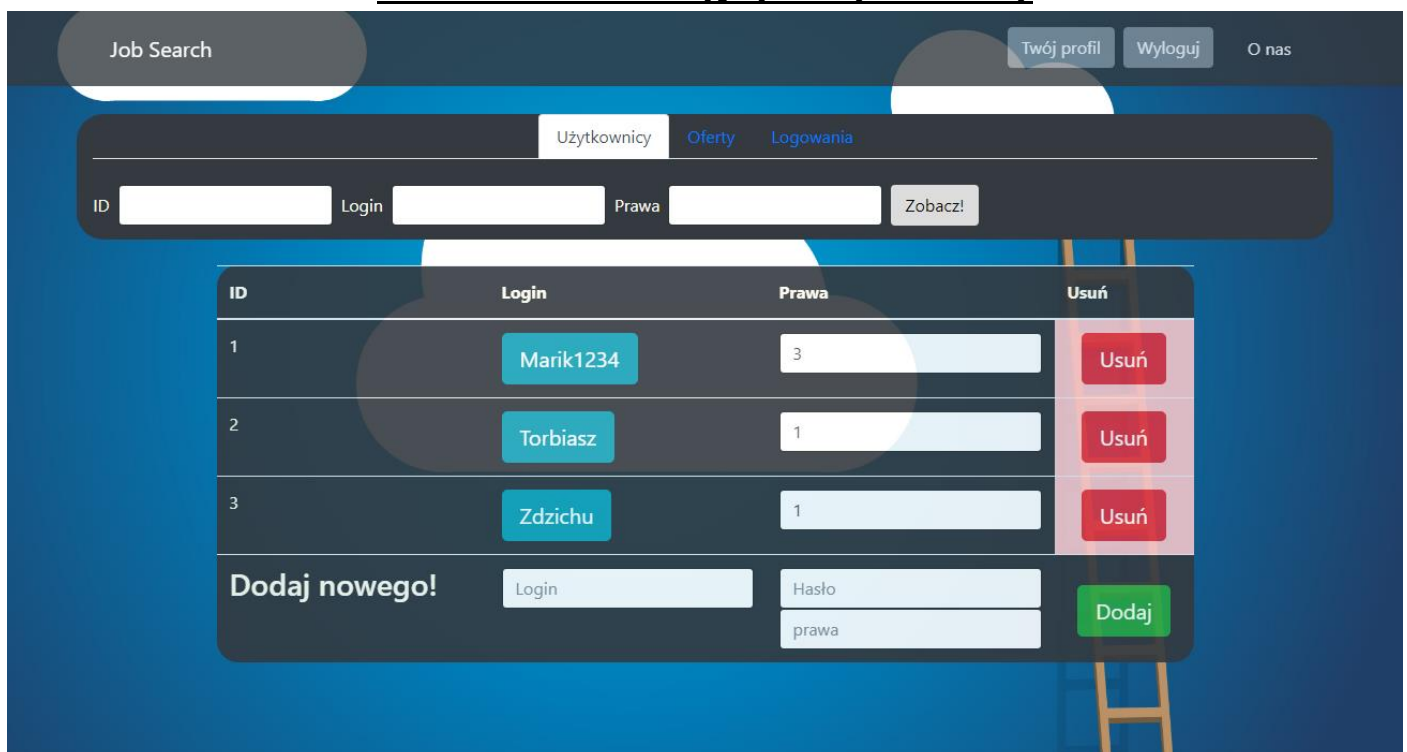 Job Search Twój profil Wyloguj O nas
Użytkownicy Oferty Logowania
ID Login Prawa Zobacz!
ID Login Prawa Usuń
1 Marik1234 3 Usuń
2 Torbiasz 1 Usuń
3 Zdzichu 1 Usuń
Dodaj nowego! Login Hasło Dodaj
prawa